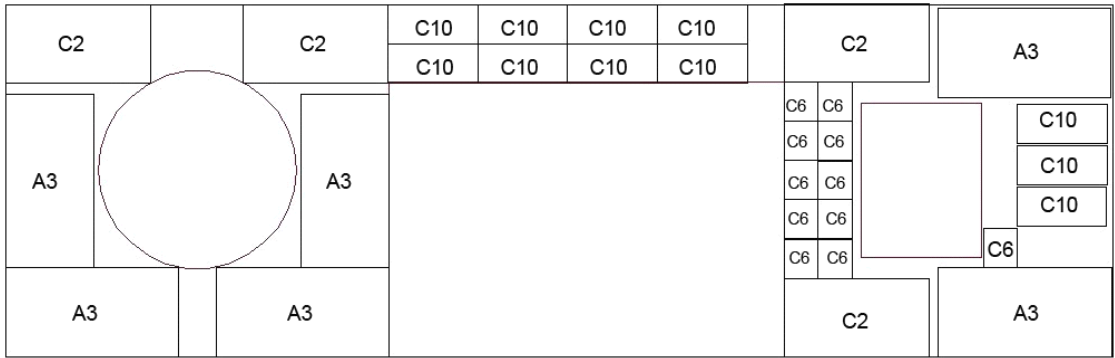 C2 C2 C10 C10 C10 C10 C2 A3
C10 C10 C10 C10
C6 C6 C10
A3 A3 C6 C6 C10
C6 C6 C10
C6 C6
C6 C6 C6
A3 A3 C2 A3